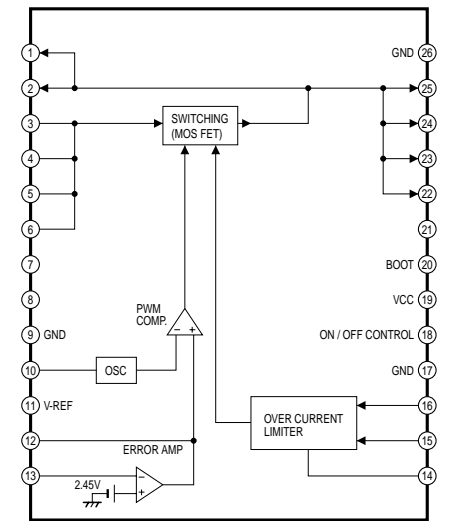 1
GND 26
2
25
3
SWITCHING
(MOS FET)
24
4
23
5
22
6
21
7
BOOT 20
8
VCC 19
PWM
COMP.
− +
9 GND
ON / OFF CONTROL 18
10
OSC
GND 17
11 V-REF
16
OVER CURRENT
LIMITER
12
15
ERROR AMP
13
2.45V
−
+
14